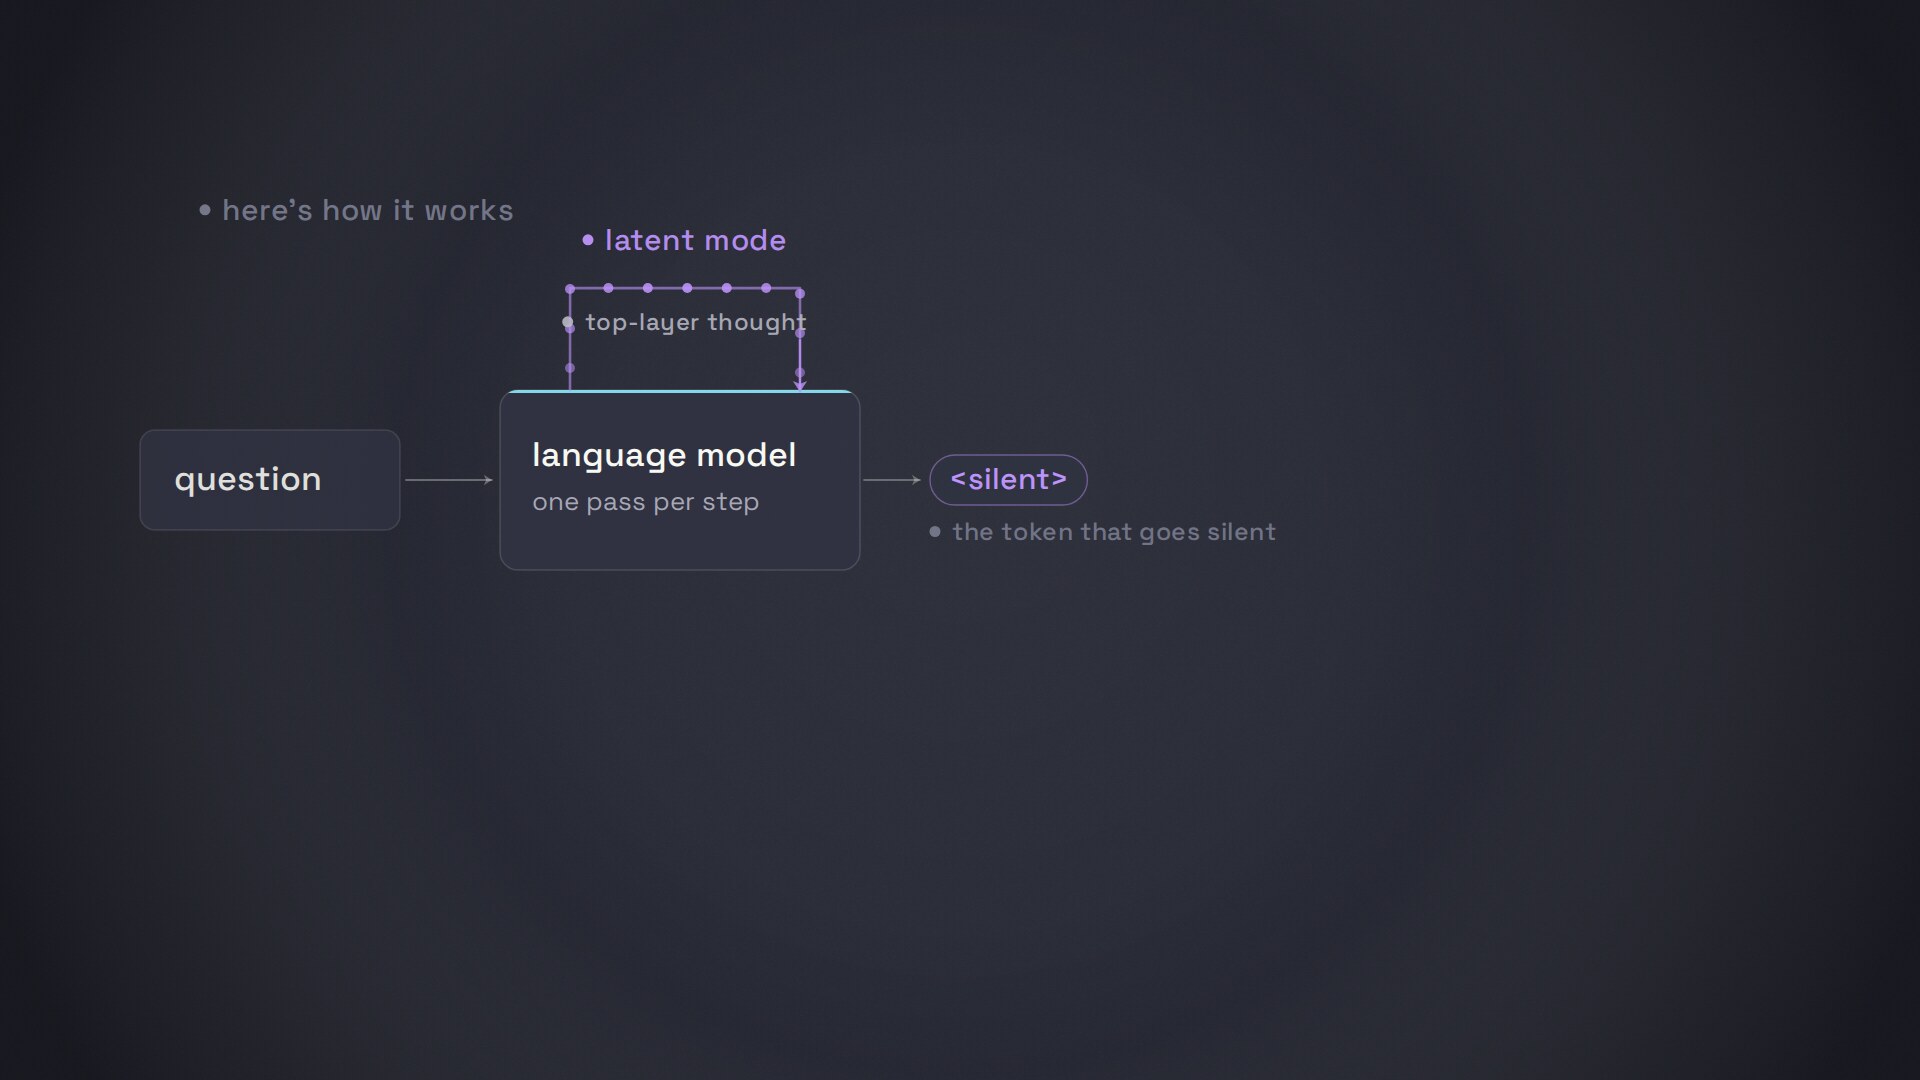 here's how it works
latent mode
top-layer thought
question
language model
one pass per step
<silent>
the token that goes silent